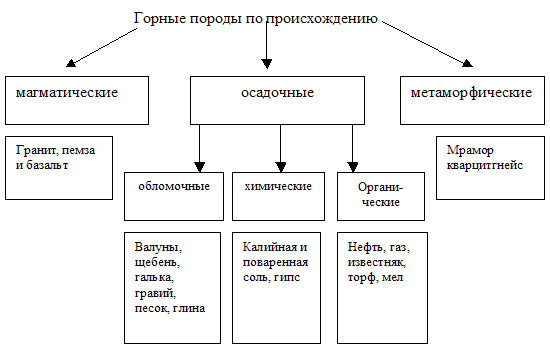 Горные породы по происхождению
магматические
осадочные
метаморфические
Гранит, пемза
и базальт
Мрамор
кварцитгнейс
обломочные
химические
Органи-
ческие
Валуны,
щебень,
галька,
гравий,
песок, глина
Калийная и
поваренная
соль, гипс
Нефть, газ,
известняк,
торф, мел